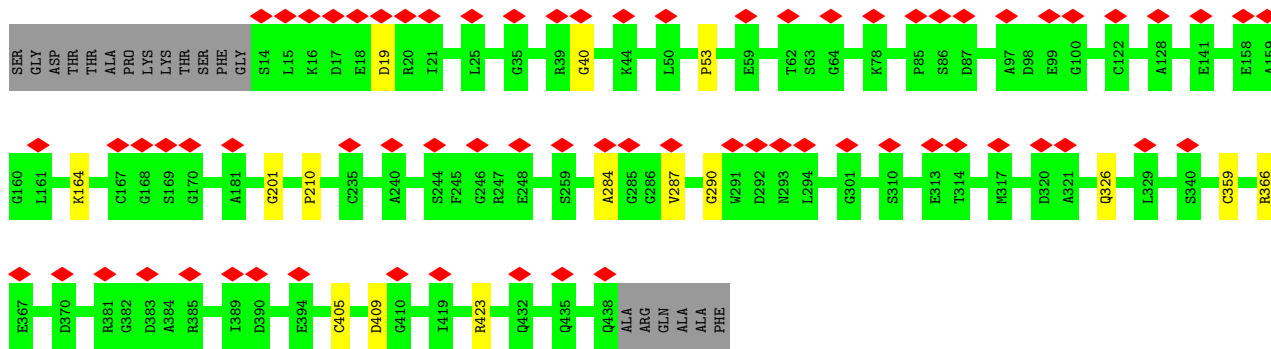 SER GLY ASP THR THR ALA PRO LYS LYS THR SER PHE GLY S14 L15 K16 D17 E18 D19 R20 I21 L25 G35 R39 G40 K44 L50 P53 E59 T62 S63 G64 K78 P85 S86 D87 A97 D98 E99 G100 C122 A128 E141 E158 A159
G160 L161 K164 C167 G168 S169 G170 A181 G201 P210 C235 A240 S244 F245 G246 R247 E248 S259 A284 G285 G286 V287 G290 W291 D292 N293 L294 G301 S310 E313 T314 M317 D320 A321 Q326 L329 S340 C359 R366
E367 D370 R381 G382 D383 A384 R385 I389 D390 E394 C405 D409 G410 I419 R423 Q432 Q435 Q438 ALA ARG GLN ALA ALA PHE